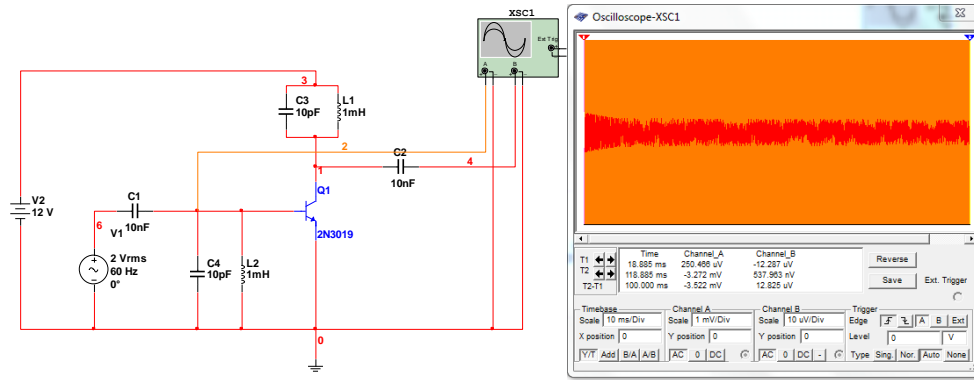 XSC1
Ext Trig
A
B
3
C3
10pF
L1
1mH
2
C2
10nF
4
1
Q1
2N3019
V2
12 V
C1
10nF
6
V1
2 Vrms
60 Hz
0°
C4
10pF
L2
1mH
0
Oscilloscope-XSC1
T1
T2
T2-T1
Time Channel_A Channel_B
18.885 ms 250.466 uV -12.287 uV
118.885 ms -3.272 mV 537.963 nV
100.000 ms -3.522 mV 12.825 uV
Reverse
Save
Ext. Trigger
Timebase
Scale 10 ms/Div
X position 0
Y/T Add B/A A/B
Channel A
Scale 1 mV/Div
Y position 0
AC 0 DC
Channel B
Scale 10 uV/Div
Y position 0
AC 0 DC -
Trigger
Edge A B Ext
Level 0 V
Type Sing. Nor. Auto None